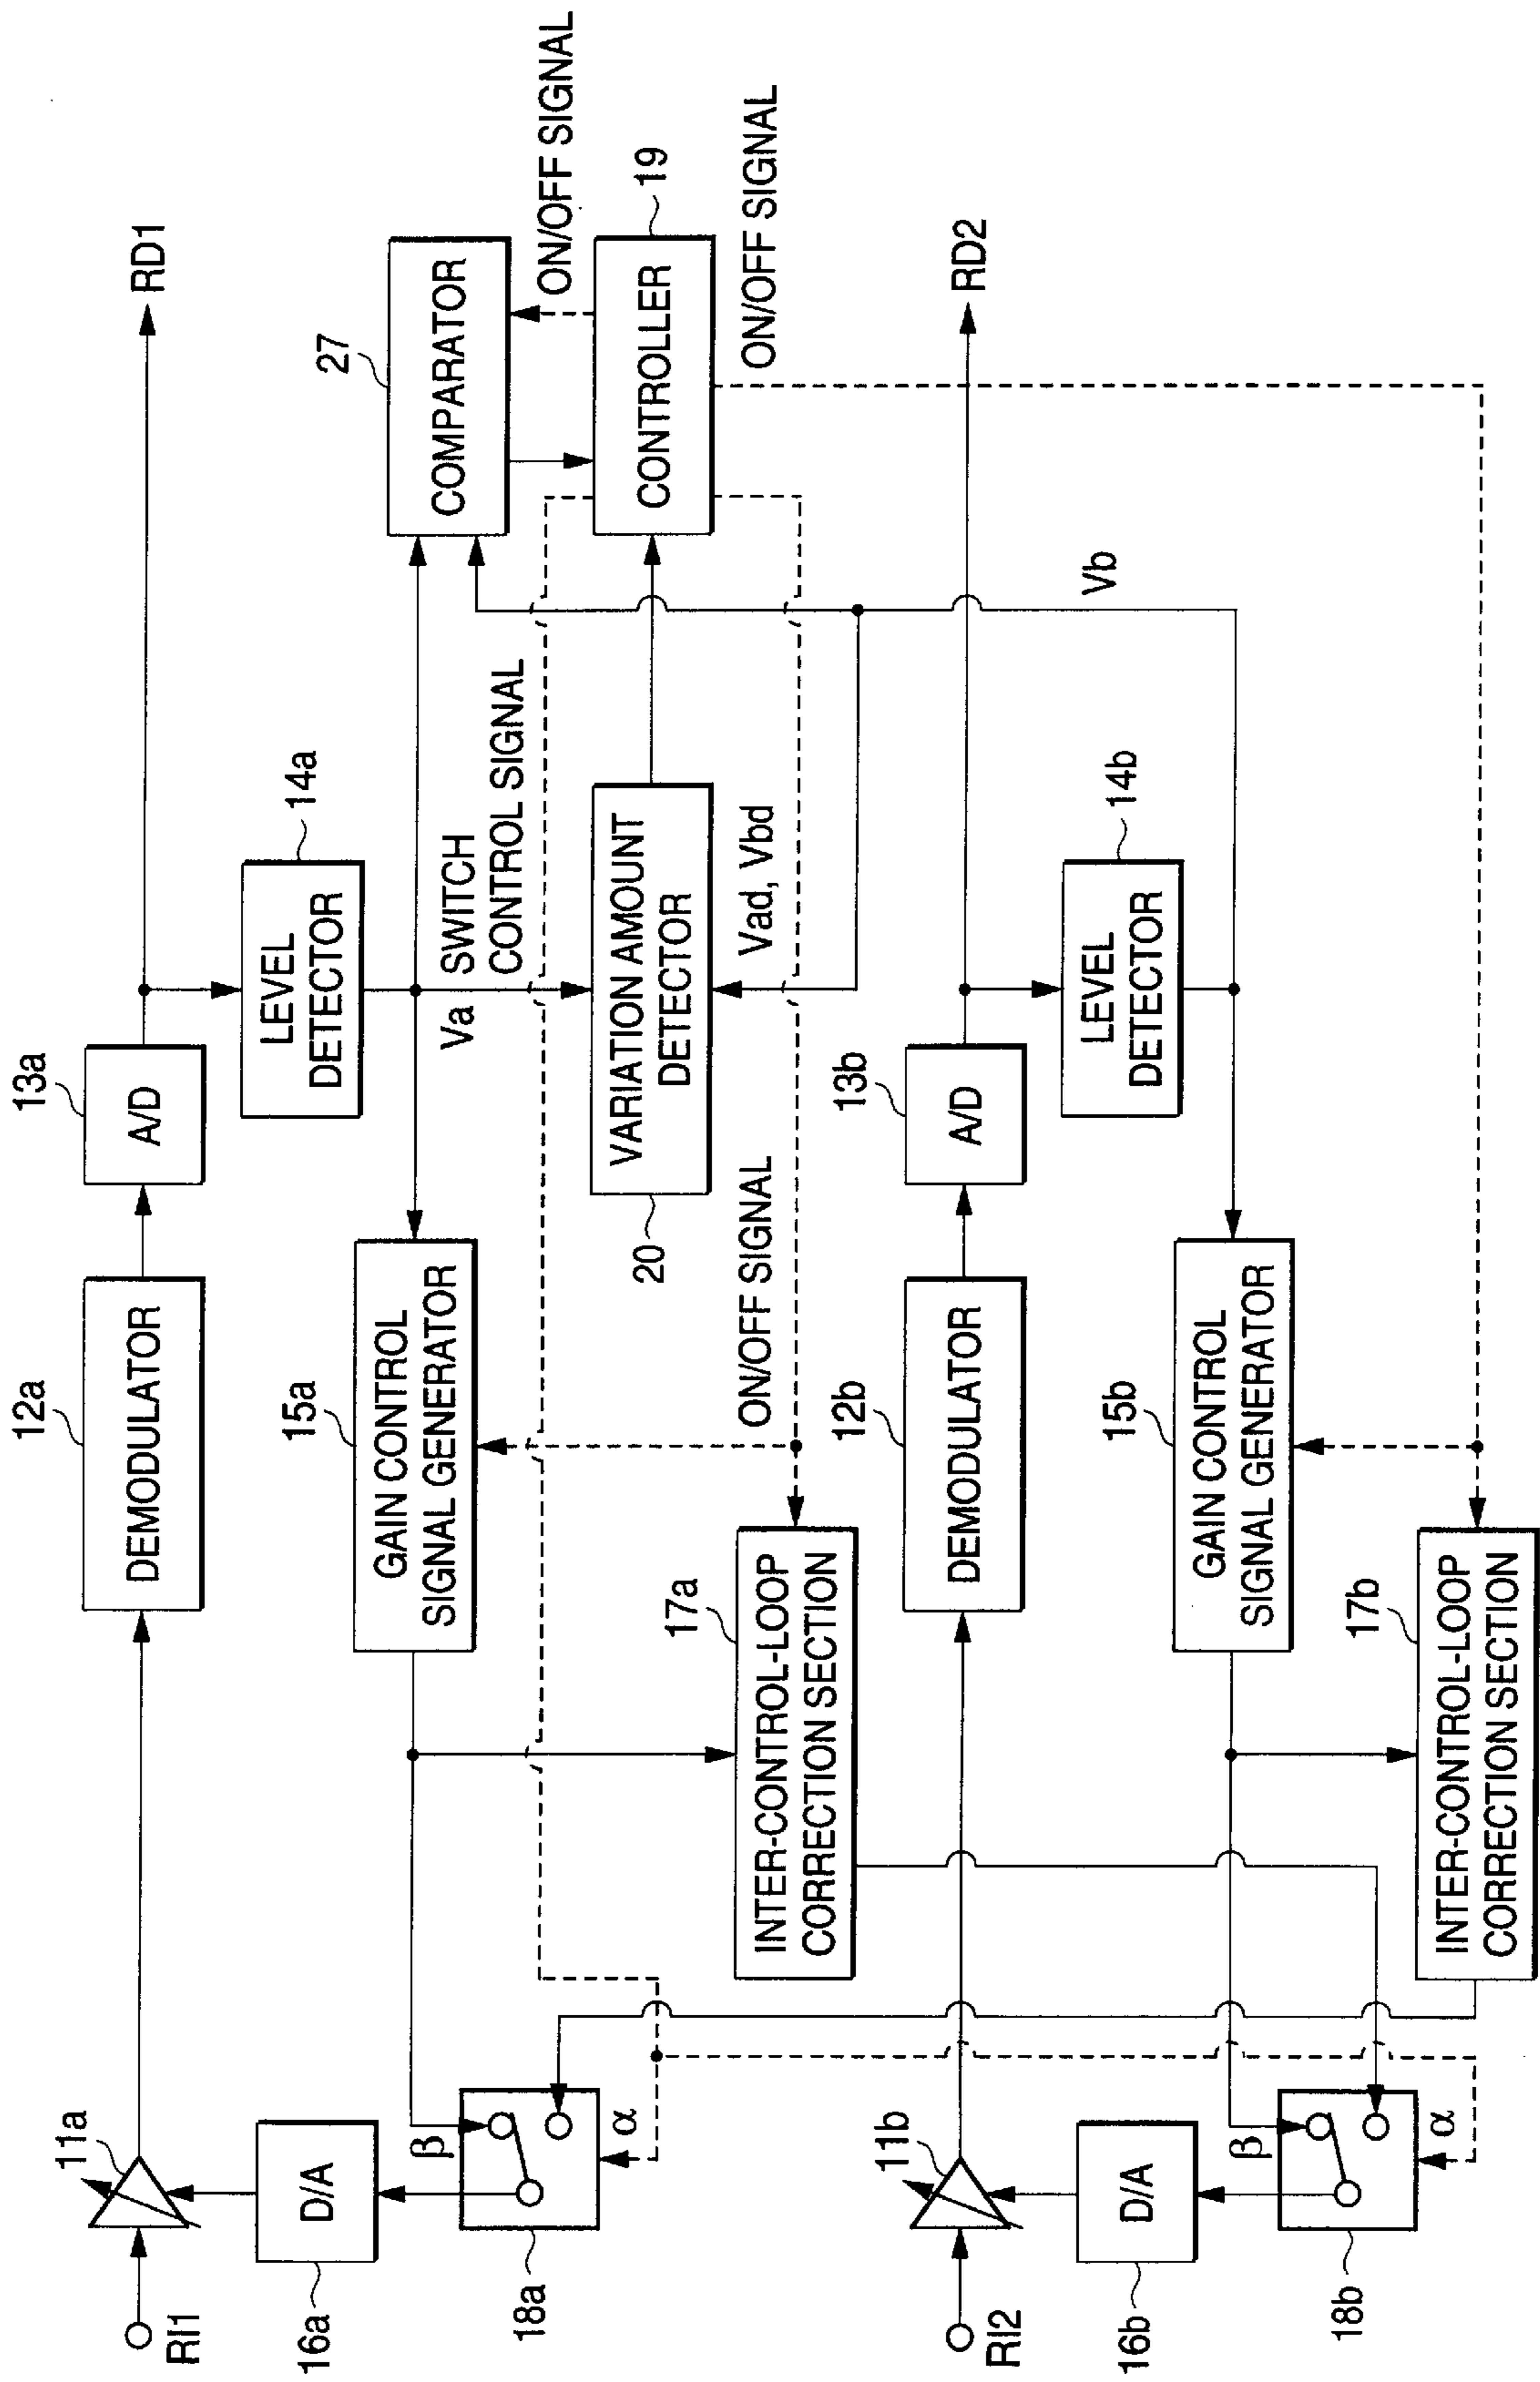 RI1
11a
12a
DEMODULATOR
13a
A/D
RD1
16a
D/A
14a
LEVEL
DETECTOR
15a
GAIN CONTROL
SIGNAL GENERATOR
27
COMPARATOR
ON/OFF SIGNAL
18a
β
α
Va
SWITCH
CONTROL SIGNAL
20
VARIATION AMOUNT
DETECTOR
19
CONTROLLER
17a
INTER-CONTROL-LOOP
CORRECTION SECTION
ON/OFF SIGNAL
Vad, Vbd
ON/OFF SIGNAL
RI2
11b
12b
DEMODULATOR
13b
A/D
RD2
16b
D/A
14b
LEVEL
DETECTOR
Vb
15b
GAIN CONTROL
SIGNAL GENERATOR
18b
β
α
17b
INTER-CONTROL-LOOP
CORRECTION SECTION